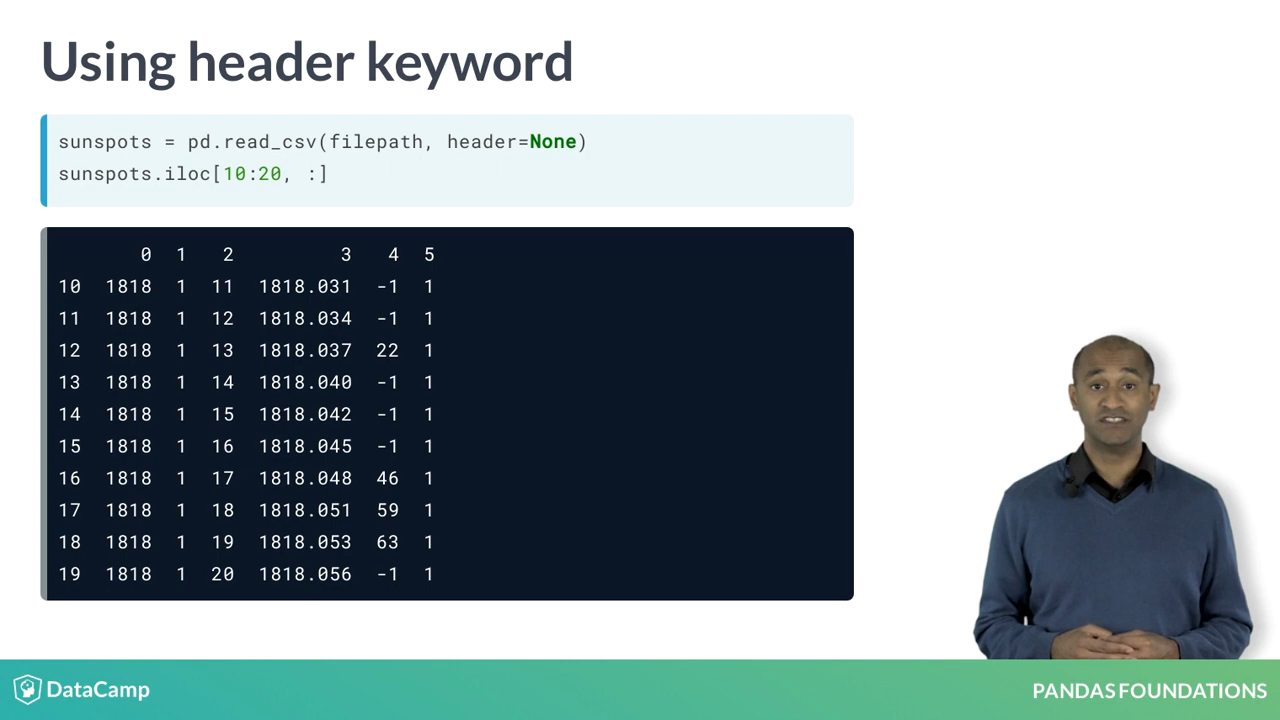 Using header keyword
sunspots = pd.read_csv(filepath, header=None)
sunspots.iloc[10:20, :]
0 1 2 3 4 5
10 1818 1 11 1818.031 -1 1
11 1818 1 12 1818.034 -1 1
12 1818 1 13 1818.037 22 1
13 1818 1 14 1818.040 -1 1
14 1818 1 15 1818.042 -1 1
15 1818 1 16 1818.045 -1 1
16 1818 1 17 1818.048 46 1
17 1818 1 18 1818.051 59 1
18 1818 1 19 1818.053 63 1
19 1818 1 20 1818.056 -1 1
DataCamp
PANDAS FOUNDATIONS